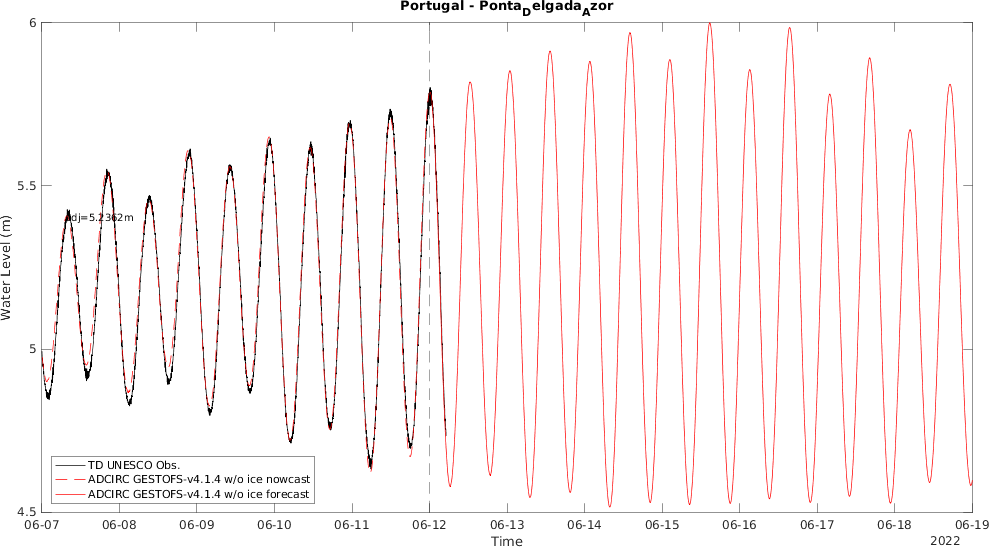 Portugal - PontaDelgadaAzor
6
5.5
5
4.5
Water Level (m)
adj=5.2362m
TD UNESCO Obs.
ADCIRC GESTOFS-v4.1.4 w/o ice nowcast
ADCIRC GESTOFS-v4.1.4 w/o ice forecast
06-07 06-08 06-09 06-10 06-11 06-12 06-13 06-14 06-15 06-16 06-17 06-18 06-19
Time
2022